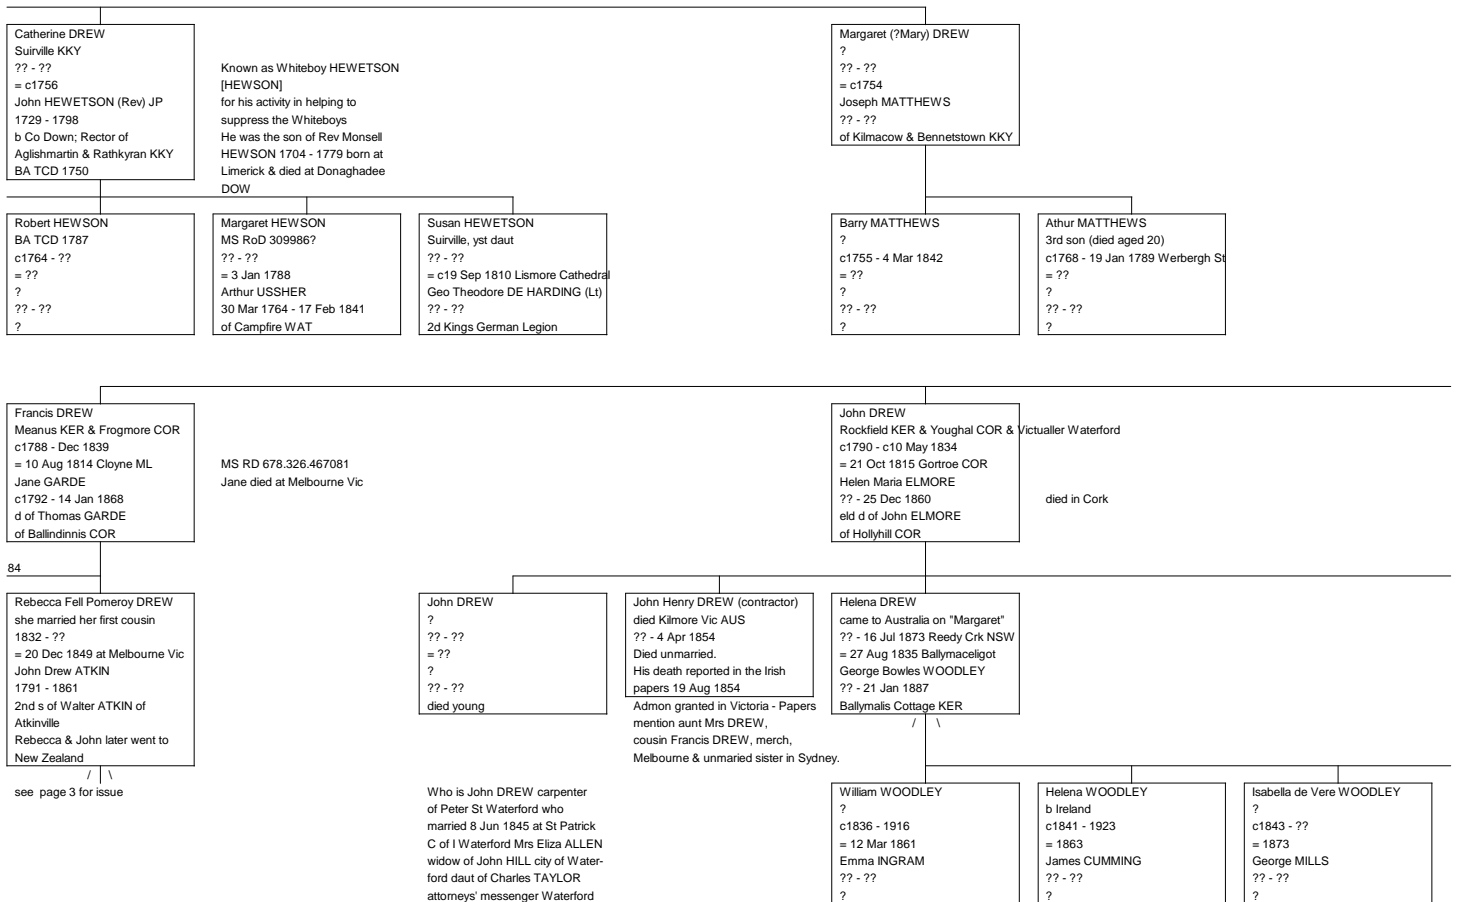 Catherine DREW
Suirville KKY
?? - ??
= c1756
John HEWETSON (Rev) JP
1729 - 1798
b Co Down; Rector of
Aglishmartin & Rathkyran KKY
BA TCD 1750
Known as Whiteboy HEWETSON
[HEWSON]
for his activity in helping to
suppress the Whiteboys
He was the son of Rev Monsell
HEWSON 1704 - 1779 born at
Limerick & died at Donaghadee
DOW
Margaret (?Mary) DREW
?
?? - ??
= c1754
Joseph MATTHEWS
?? - ??
of Kilmacow & Bennetstown KKY
Robert HEWSON
BA TCD 1787
c1764 - ??
= ??
?
?? - ??
?
Margaret HEWSON
MS RoD 309986?
?? - ??
= 3 Jan 1788
Arthur USSHER
30 Mar 1764 - 17 Feb 1841
of Campfire WAT
Susan HEWETSON
Suirville, yst daut
?? - ??
= c19 Sep 1810 Lismore Cathedral
Geo Theodore DE HARDING (Lt)
?? - ??
2d Kings German Legion
Barry MATTHEWS
?
c1755 - 4 Mar 1842
= ??
?
?? - ??
?
Athur MATTHEWS
3rd son (died aged 20)
c1768 - 19 Jan 1789 Werbergh St
= ??
?
?? - ??
?
Francis DREW
Meanus KER & Frogmore COR
c1788 - Dec 1839
= 10 Aug 1814 Cloyne ML
Jane GARDE
c1792 - 14 Jan 1868
d of Thomas GARDE
of Ballindinnis COR
MS RD 678.326.467081
Jane died at Melbourne Vic
John DREW
Rockfield KER & Youghal COR & Victualler Waterford
c1790 - c10 May 1834
= 21 Oct 1815 Gortroe COR
Helen Maria ELMORE
?? - 25 Dec 1860
eld d of John ELMORE
of Hollyhill COR
died in Cork
84
Rebecca Fell Pomeroy DREW
she married her first cousin
1832 - ??
= 20 Dec 1849 at Melbourne Vic
John Drew ATKIN
1791 - 1861
2nd s of Walter ATKIN of
Atkinville
Rebecca & John later went to
New Zealand
/ \
see page 3 for issue
John DREW
?
?? - ??
= ??
?
?? - ??
died young
John Henry DREW (contractor)
died Kilmore Vic AUS
?? - 4 Apr 1854
Died unmarried.
His death reported in the Irish
papers 19 Aug 1854
Admon granted in Victoria - Papers
mention aunt Mrs DREW,
cousin Francis DREW, merch,
Melbourne & unmaried sister in Sydney.
Helena DREW
came to Australia on "Margaret"
?? - 16 Jul 1873 Reedy Crk NSW
= 27 Aug 1835 Ballymaceligot
George Bowles WOODLEY
?? - 21 Jan 1887
Ballymalis Cottage KER
/ \
Who is John DREW carpenter
of Peter St Waterford who
married 8 Jun 1845 at St Patrick
C of I Waterford Mrs Eliza ALLEN
widow of John HILL city of Water-
ford daut of Charles TAYLOR
attorneys' messenger Waterford
William WOODLEY
?
c1836 - 1916
= 12 Mar 1861
Emma INGRAM
?? - ??
?
Helena WOODLEY
b Ireland
c1841 - 1923
= 1863
James CUMMING
?? - ??
?
Isabella de Vere WOODLEY
?
c1843 - ??
= 1873
George MILLS
?? - ??
?